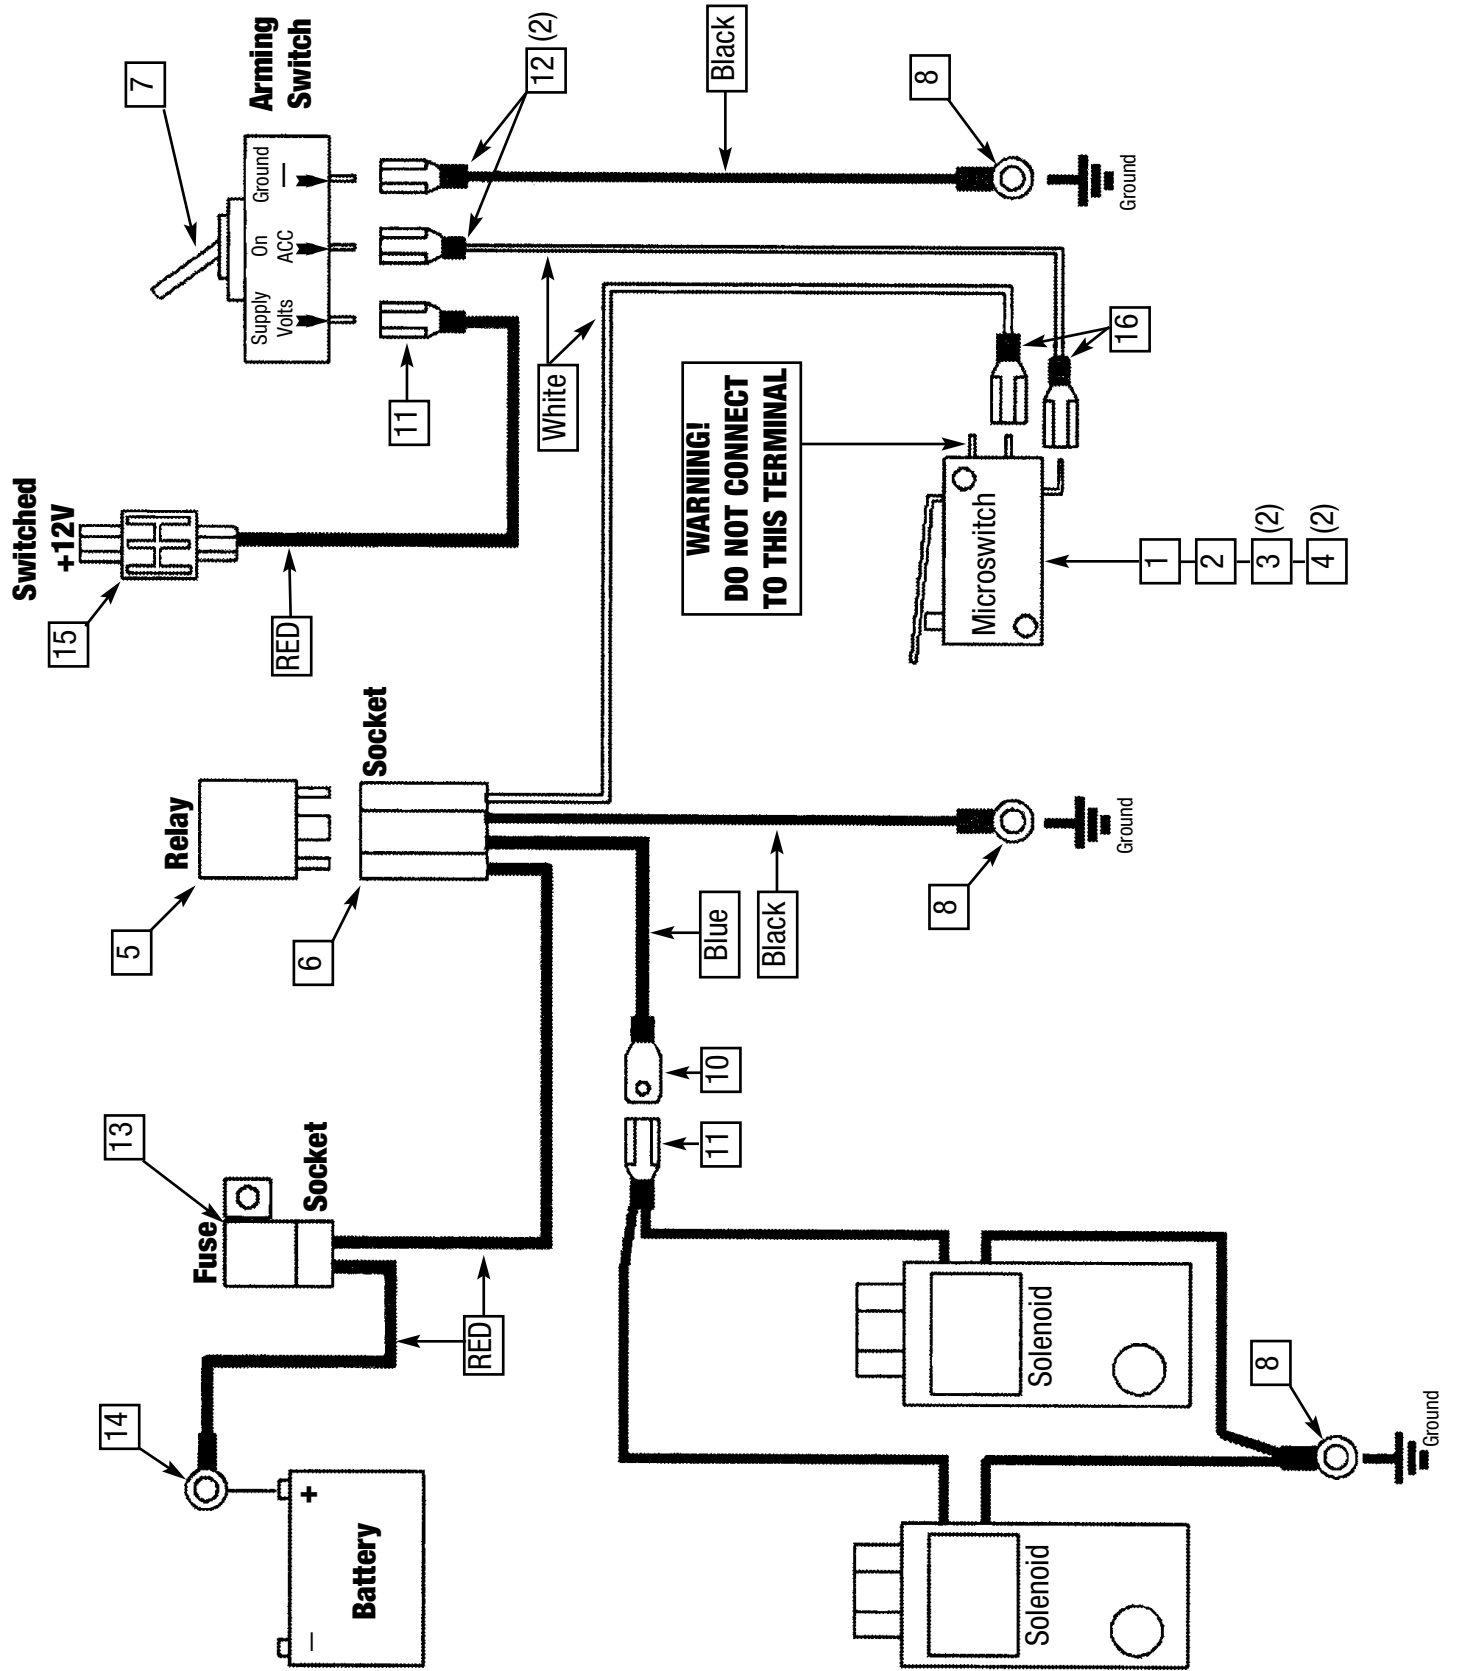 14
Battery
−
+
13
Fuse
Socket
RED
5
Relay
6
Socket
Switched
+12V
15
RED
7
Arming
Switch
Supply
Volts
On
ACC
Ground
—
11
12 (2)
White
Black
8
Ground
WARNING!
DO NOT CONNECT
TO THIS TERMINAL
16
Microswitch
1
2
3 (2)
4 (2)
11
10
Blue
Black
8
Ground
Solenoid
Solenoid
8
Ground